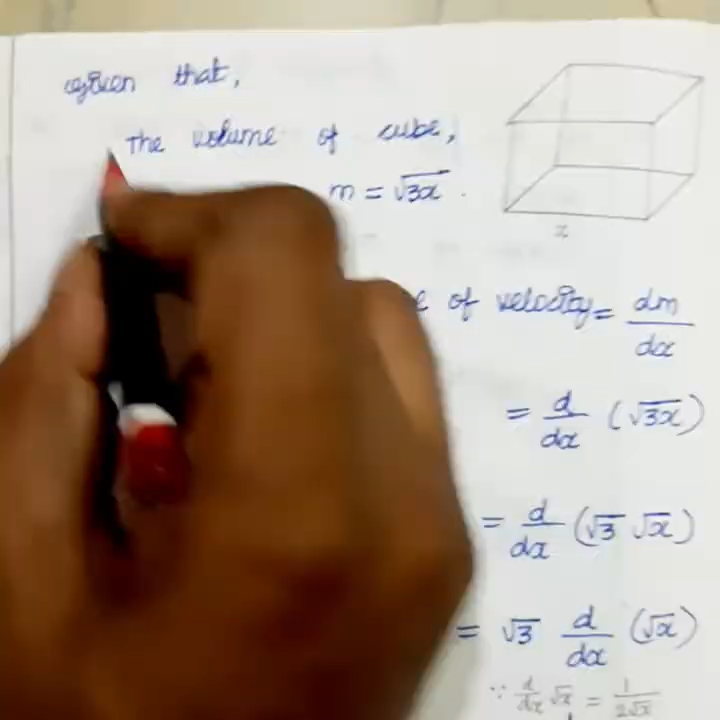 given that,
The volume of cube,
m = √3x.
x
of velocity = dm/dx
= d/dx (√3x)
= d/dx (√3 √x)
= √3 d/dx (√x)
∵ d/dx √x = 1/2√x